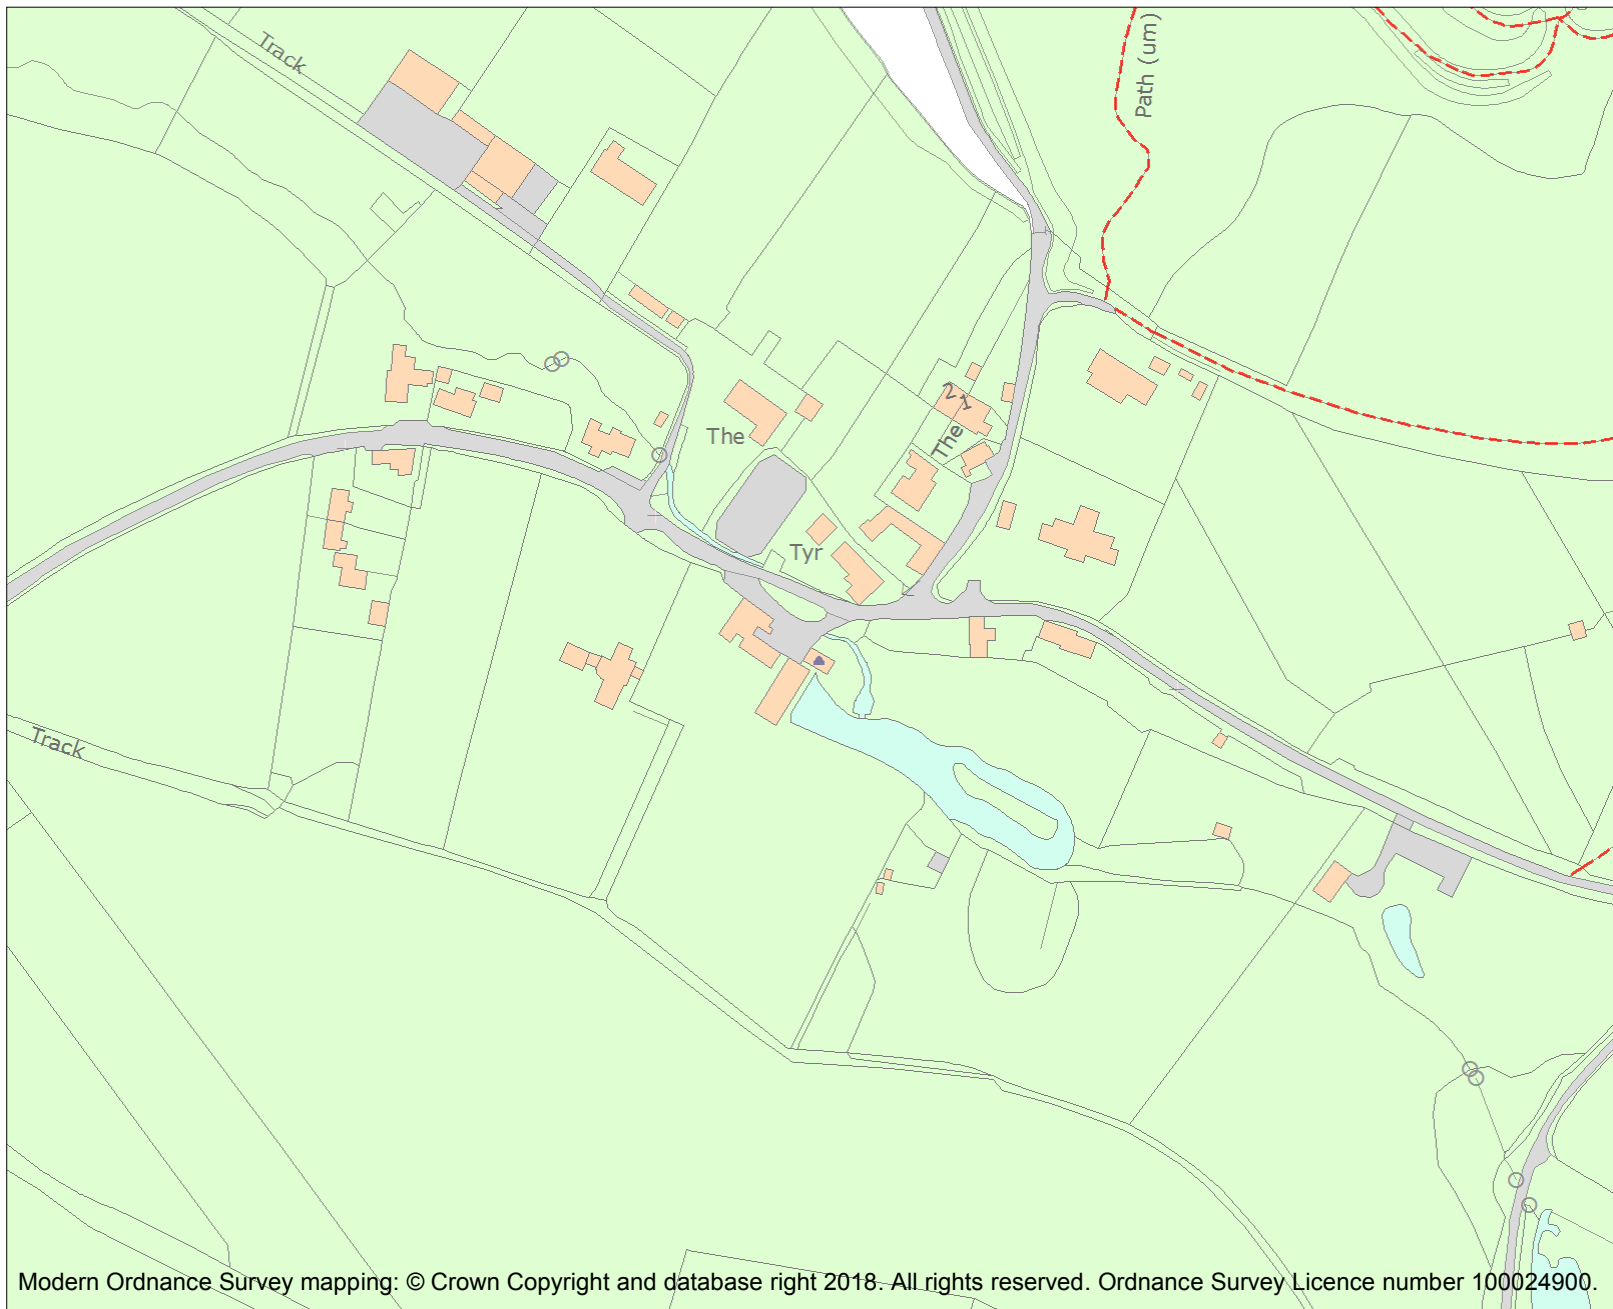 Track
Path (um)
21
The
The
Tyr
Track
Modern Ordnance Survey mapping: © Crown Copyright and database right 2018. All rights reserved. Ordnance Survey Licence number 100024900.